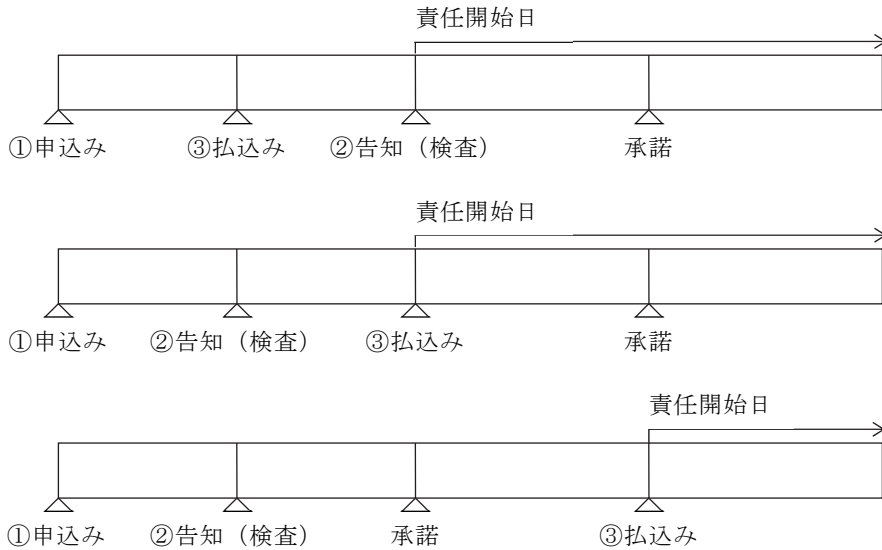 責任開始日
①申込み ③払込み ②告知（検査） 承諾
責任開始日
①申込み ②告知（検査） ③払込み 承諾
責任開始日
①申込み ②告知（検査） 承諾 ③払込み